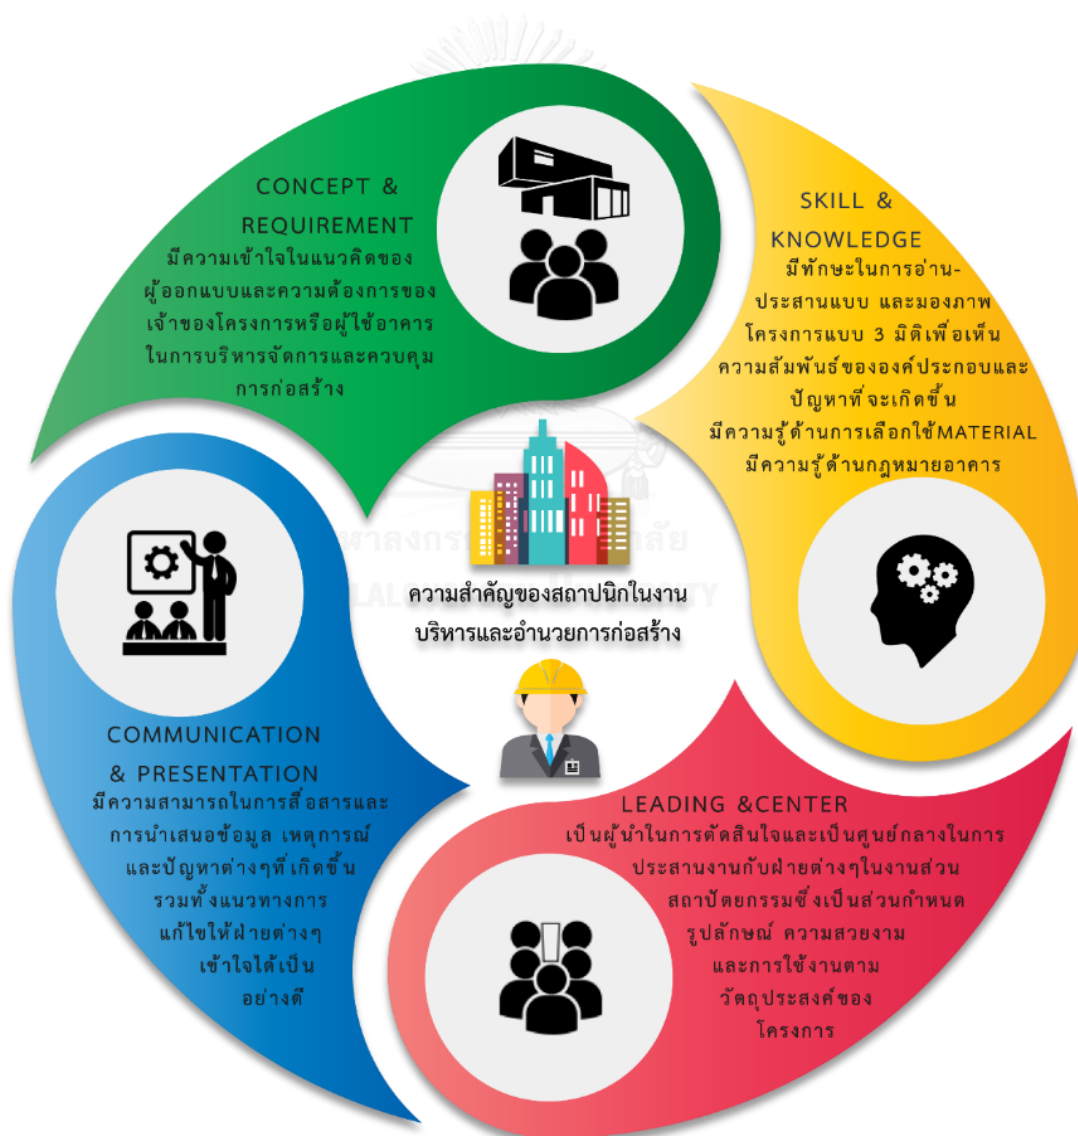 CONCEPT &
REQUIREMENT
มีความเข้าใจในแนวคิดของ
ผู้ออกแบบและความต้องการของ
เจ้าของโครงการหรือผู้ใช้อาคาร
ในการบริหารจัดการและควบคุม
การก่อสร้าง
SKILL &
KNOWLEDGE
มีทักษะในการอ่าน-
ประสานแบบ และมองภาพ
โครงการแบบ 3 มิติเพื่อเห็น
ความสัมพันธ์ขององค์ประกอบและ
ปัญหาที่จะเกิดขึ้น
มีความรู้ด้านการเลือกใช้MATERIAL
มีความรู้ด้านกฎหมายอาคาร
ความสำคัญของสถาปนิกในงาน
บริหารและอำนวยการก่อสร้าง
COMMUNICATION
& PRESENTATION
มีความสามารถในการสื่อสารและ
การนำเสนอข้อมูล เหตุการณ์
และปัญหาต่างๆที่เกิดขึ้น
รวมทั้งแนวทางการ
แก้ไขให้ฝ่ายต่างๆ
เข้าใจได้เป็น
อย่างดี
LEADING &CENTER
เป็นผู้นำในการตัดสินใจและเป็นศูนย์กลางในการ
ประสานงานกับฝ่ายต่างๆในงานส่วน
สถาปัตยกรรมซึ่งเป็นส่วนกำหนด
รูปลักษณ์ ความสวยงาม
และการใช้งานตาม
วัตถุประสงค์ของ
โครงการ